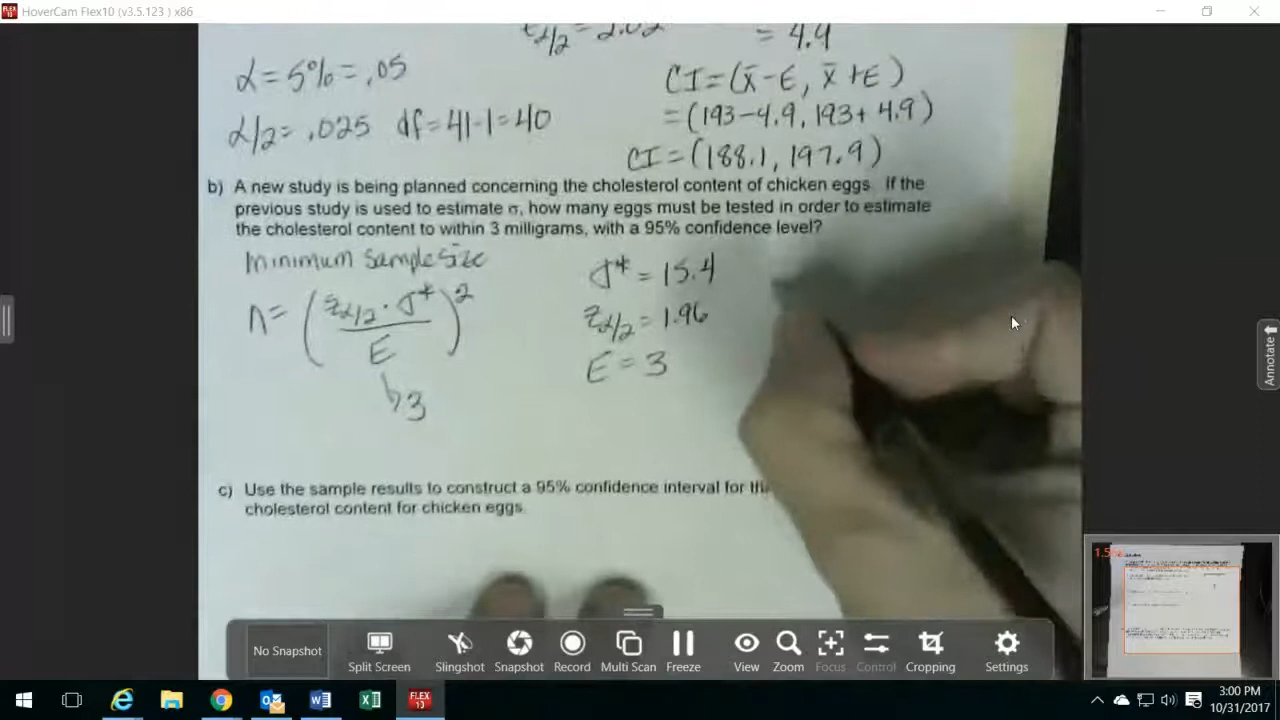 HoverCam Flex10 (v3.5.123 ) x86
= 4.9
α = 5% = .05
CI = (x̄ - E, x̄ + E)
α/2 = .025 df = 41-1 = 40
= (193 - 4.9, 193 + 4.9)
CI = (188.1, 197.9)
b) A new study is being planned concerning the cholesterol content of chicken eggs. If the
previous study is used to estimate σ, how many eggs must be tested in order to estimate
the cholesterol content to within 3 milligrams, with a 95% confidence level?
Minimum Sample Size
σ* = 15.4
n = (zα/2 · σ* / E)²
zα/2 = 1.96
E = 3
↳3
c) Use the sample results to construct a 95% confidence interval for
cholesterol content for chicken eggs.
Annotate
No Snapshot
Split Screen
Slingshot
Snapshot
Record
Multi Scan
Freeze
View
Zoom
Focus
Control
Cropping
Settings
3:00 PM
10/31/2017